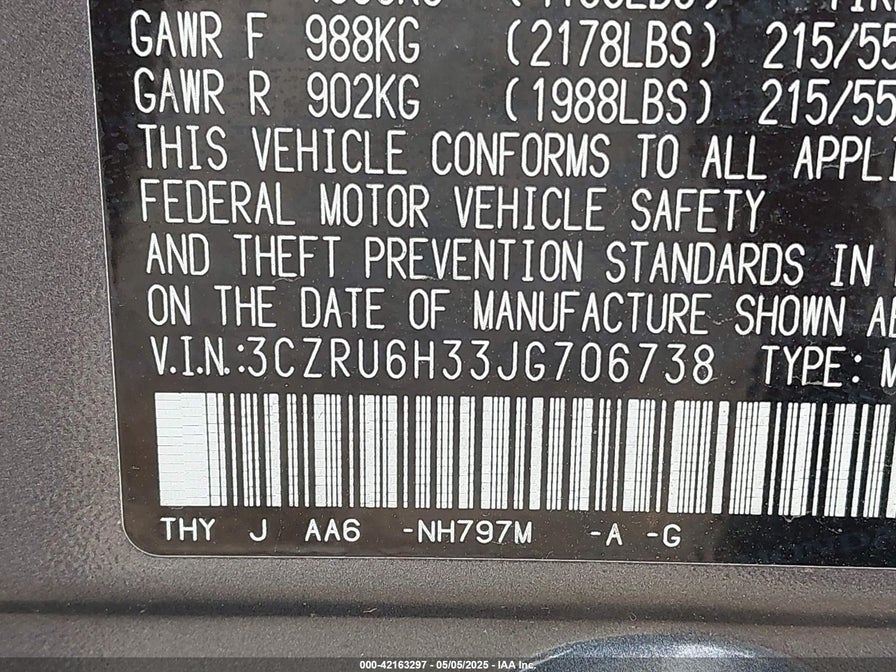 GAWR F 988KG (2178LBS) 215/55
GAWR R 902KG (1988LBS) 215/55
THIS VEHICLE CONFORMS TO ALL APPLI
FEDERAL MOTOR VEHICLE SAFETY
AND THEFT PREVENTION STANDARDS IN
ON THE DATE OF MANUFACTURE SHOWN AB
V.I.N.:3CZRU6H33JG706738 TYPE: M
THY J AA6 -NH797M -A -G
000-42163297 - 05/05/2025 - IAA Inc.